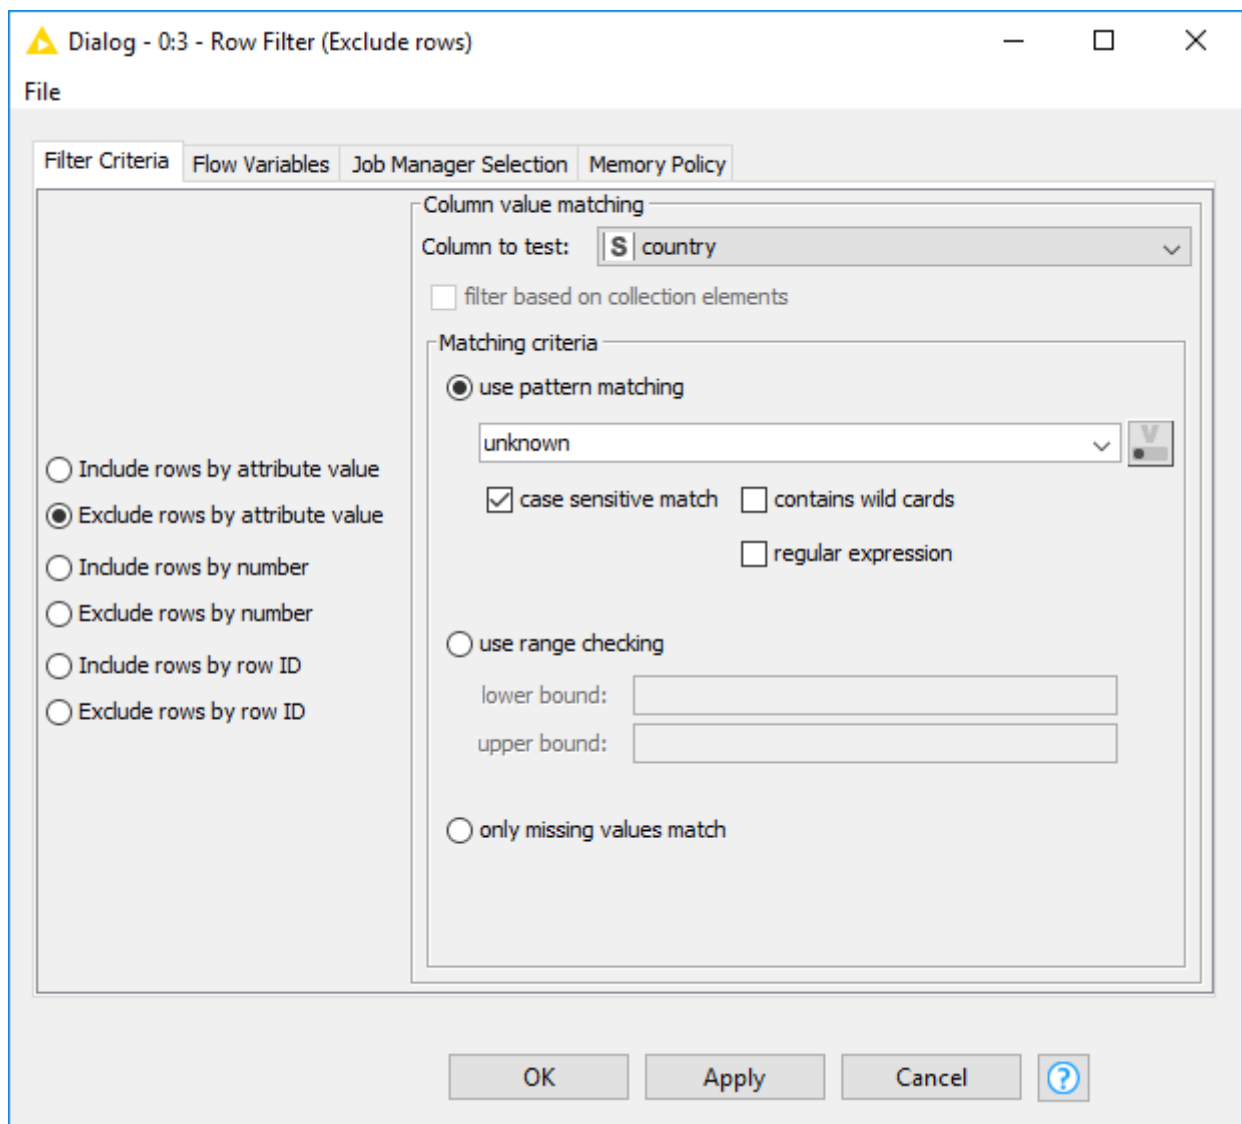 Dialog - 0:3 - Row Filter (Exclude rows)
File
Filter Criteria Flow Variables Job Manager Selection Memory Policy
Column value matching
Column to test: S country
filter based on collection elements
Matching criteria
use pattern matching
unknown V
case sensitive match contains wild cards
regular expression
use range checking
lower bound:
upper bound:
only missing values match
Include rows by attribute value
Exclude rows by attribute value
Include rows by number
Exclude rows by number
Include rows by row ID
Exclude rows by row ID
OK Apply Cancel ?